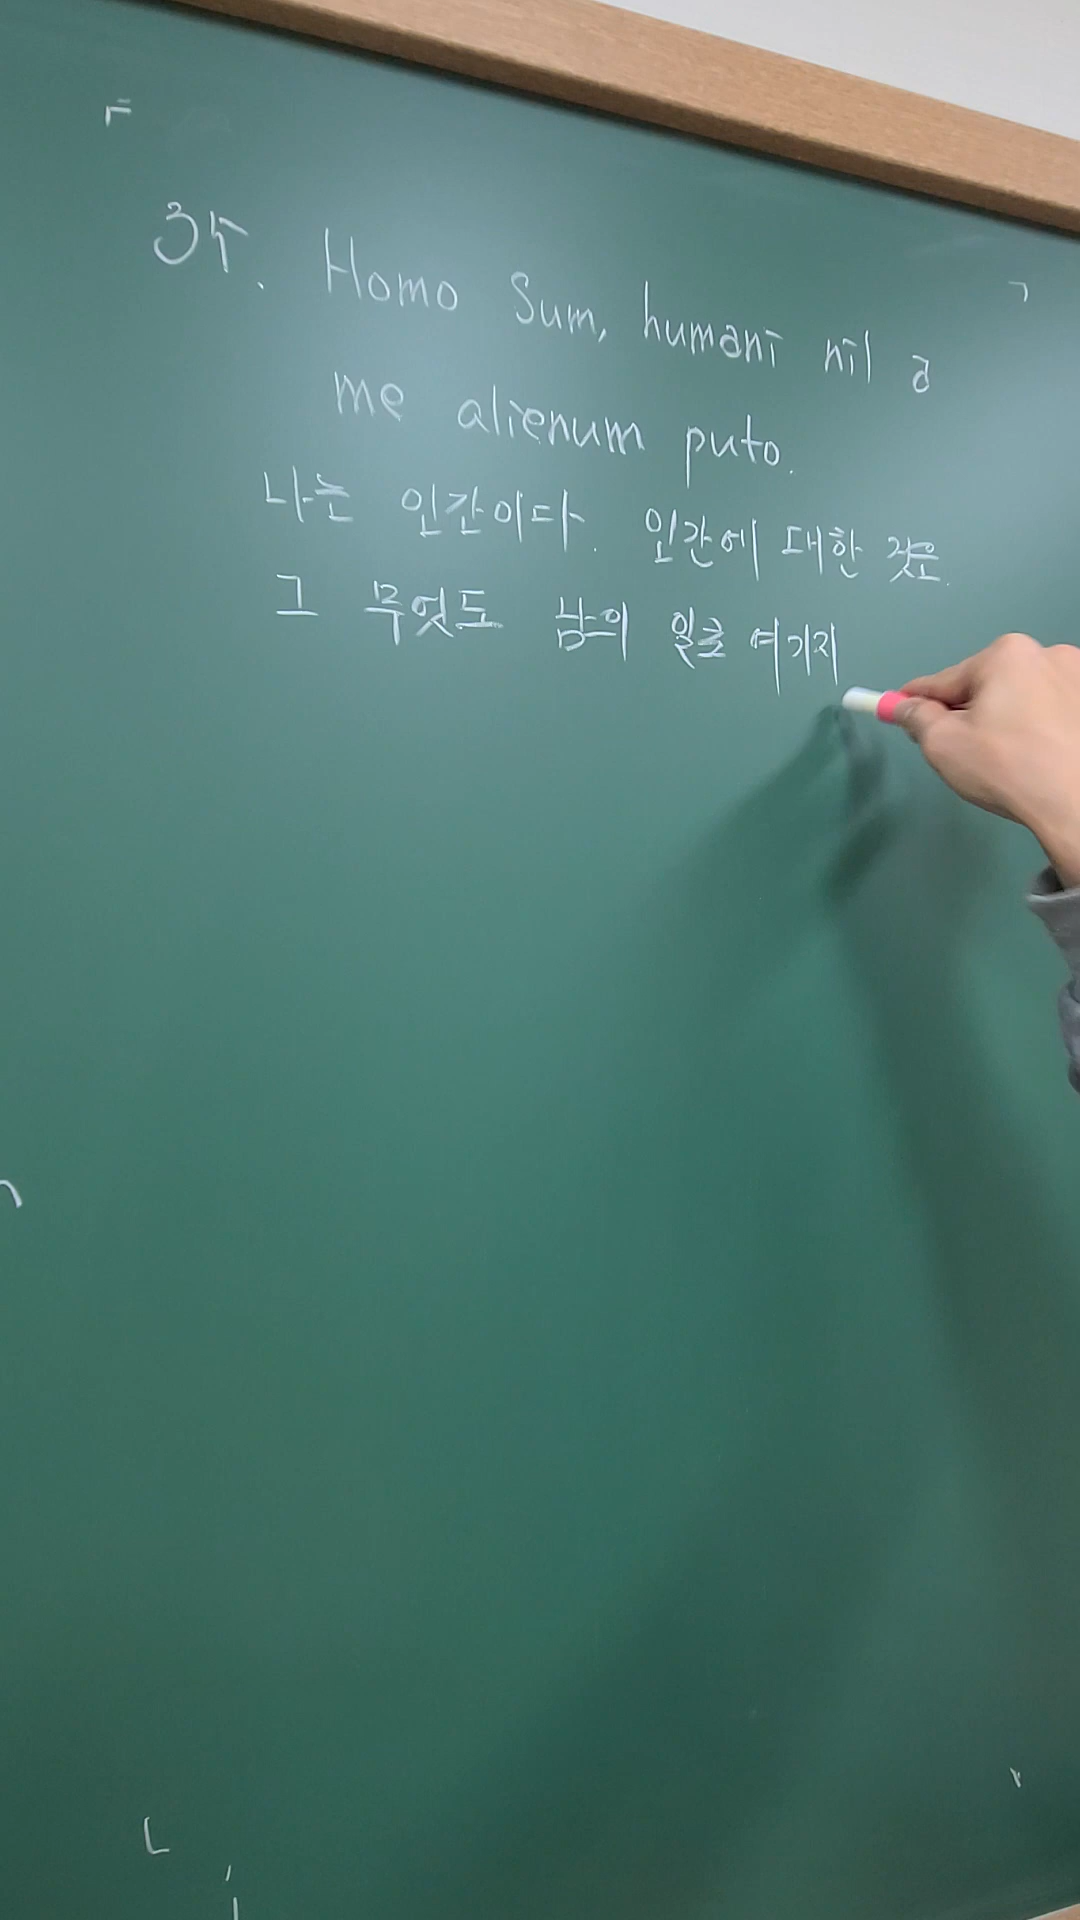 35. Homo Sum, humani nil a
me alienum puto.
나는 인간이다. 인간에 대한 것은
그 무엇도 남의 일로 여기지